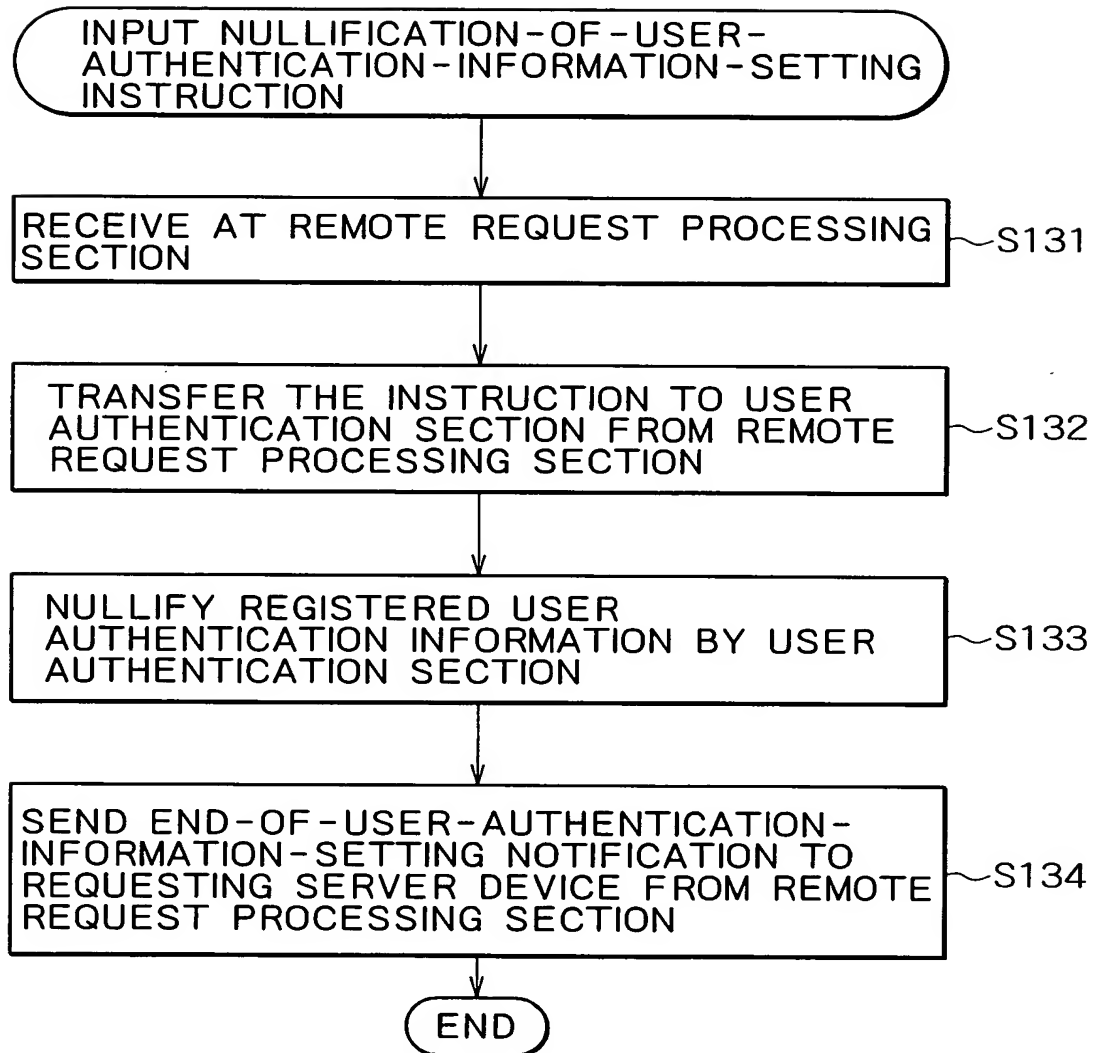 INPUT NULLIFICATION-OF-USER-
AUTHENTICATION-INFORMATION-SETTING
INSTRUCTION
RECEIVE AT REMOTE REQUEST PROCESSING
SECTION
S131
TRANSFER THE INSTRUCTION TO USER
AUTHENTICATION SECTION FROM REMOTE
REQUEST PROCESSING SECTION
S132
NULLIFY REGISTERED USER
AUTHENTICATION INFORMATION BY USER
AUTHENTICATION SECTION
S133
SEND END-OF-USER-AUTHENTICATION-
INFORMATION-SETTING NOTIFICATION TO
REQUESTING SERVER DEVICE FROM REMOTE
REQUEST PROCESSING SECTION
S134
END